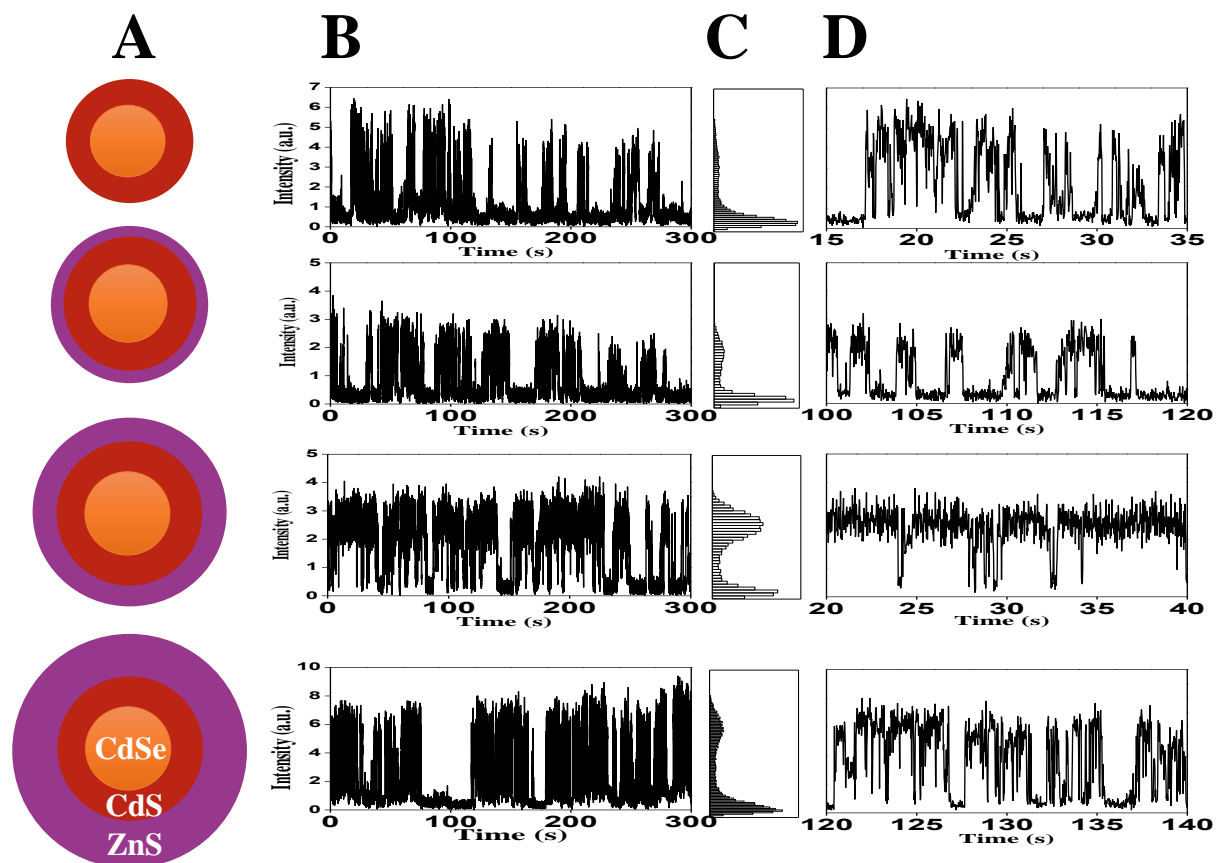 A B C D
7
6
5
4
3
2
1
0
Intensity (a.u.)
0 100 200 300
Time (s)
15 20 25 30 35
Time (s)
5
4
3
2
1
0
Intensity (a.u.)
0 100 200 300
Time (s)
100 105 110 115 120
Time (s)
5
4
3
2
1
0
Intensity (a.u.)
0 100 200 300
Time (s)
20 25 30 35 40
Time (s)
CdSe
CdS
ZnS
10
8
6
4
2
0
Intensity (a.u.)
0 100 200 300
Time (s)
120 125 130 135 140
Time (s)